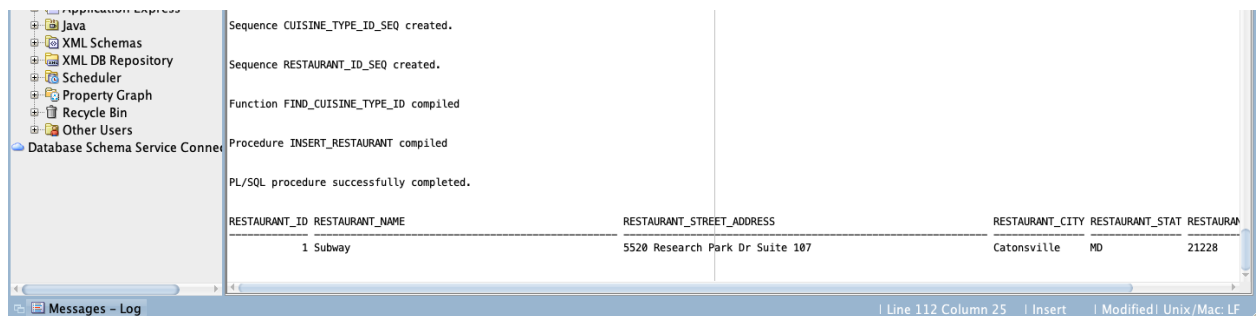 Application Express
Java
XML Schemas
XML DB Repository
Scheduler
Property Graph
Recycle Bin
Other Users
Database Schema Service Connec
Sequence CUISINE_TYPE_ID_SEQ created.
Sequence RESTAURANT_ID_SEQ created.
Function FIND_CUISINE_TYPE_ID compiled
Procedure INSERT_RESTAURANT compiled
PL/SQL procedure successfully completed.
RESTAURANT_ID RESTAURANT_NAME RESTAURANT_STREET_ADDRESS RESTAURANT_CITY RESTAURANT_STAT RESTAURAN
1 Subway 5520 Research Park Dr Suite 107 Catonsville MD 21228
Messages – Log | Line 112 Column 25 | Insert | Modified| Unix/Mac: LF